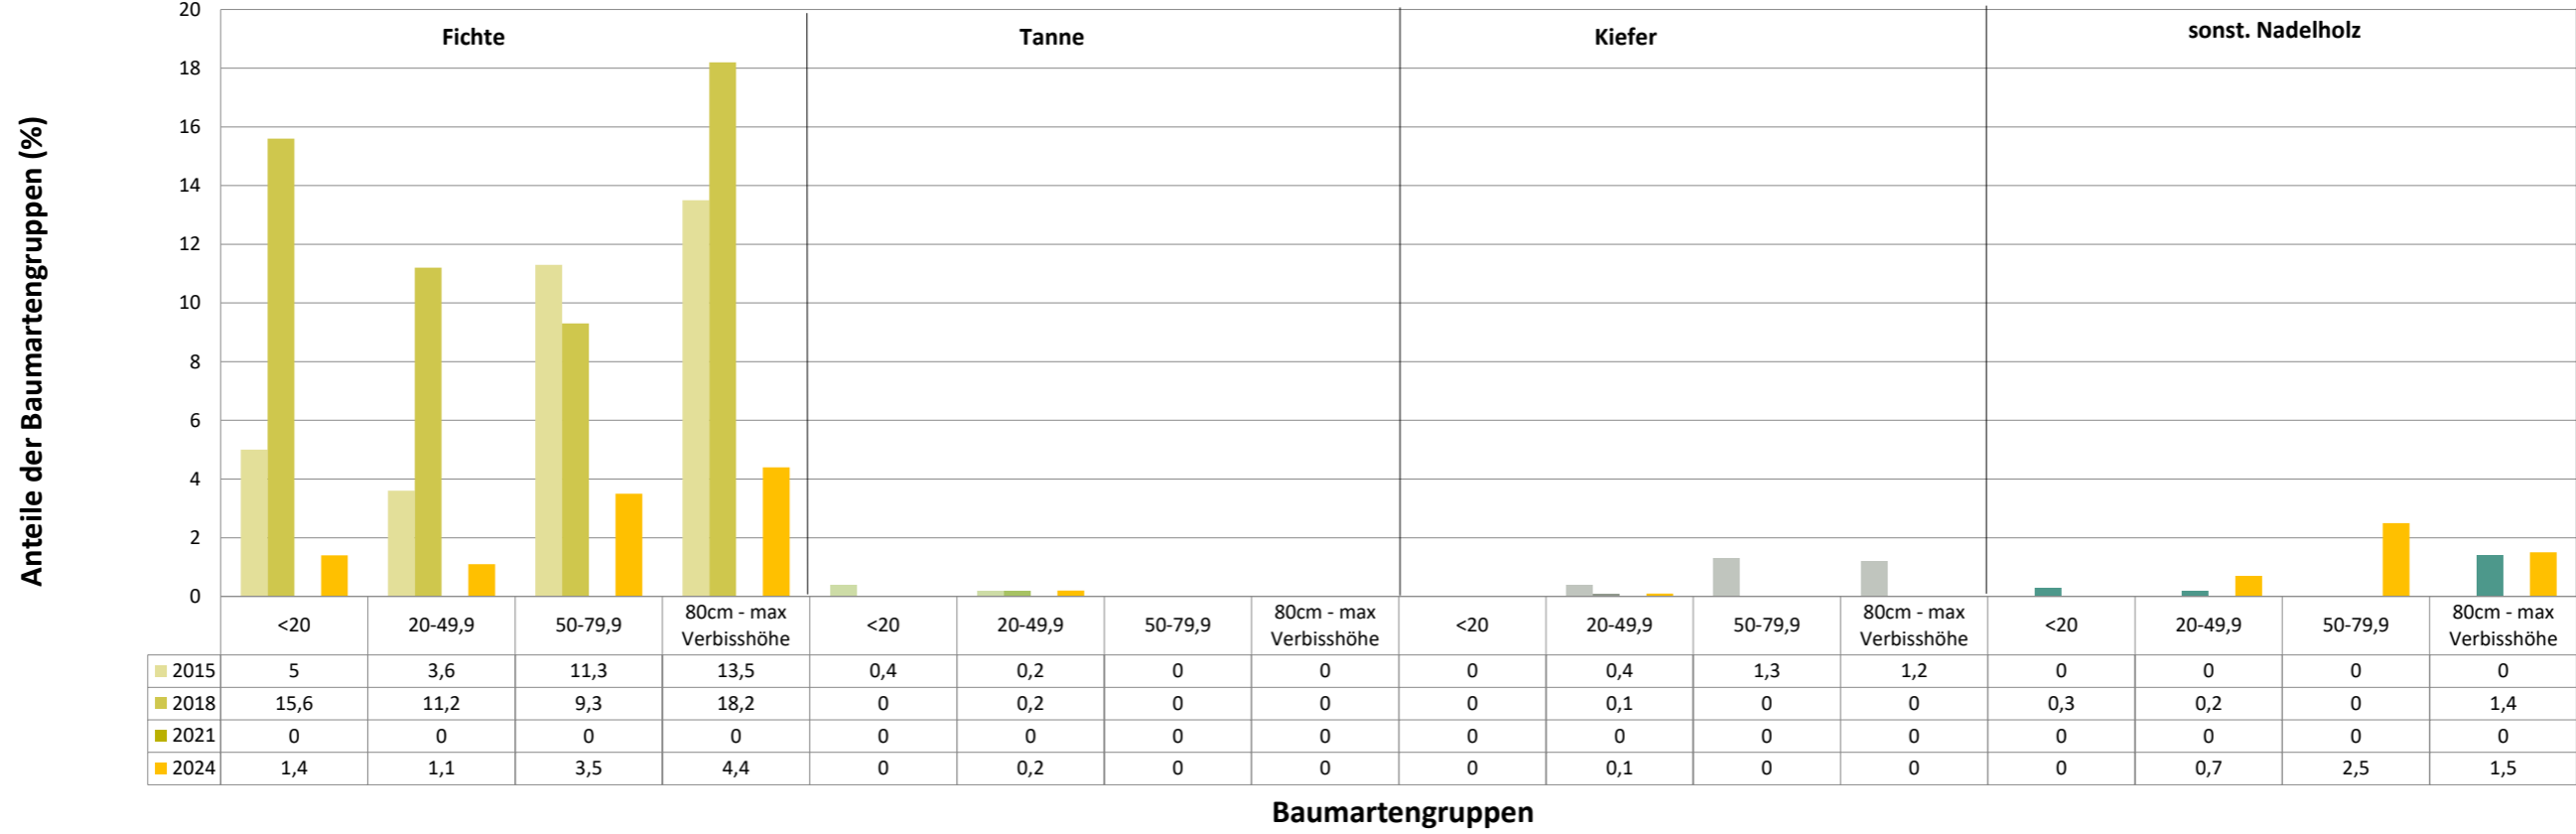 Anteile der Baumartengruppen (%)
20
18
16
14
12
10
8
6
4
2
0
Fichte Tanne Kiefer sonst. Nadelholz
<20 20-49,9 50-79,9 80cm - max Verbisshöhe <20 20-49,9 50-79,9 80cm - max Verbisshöhe <20 20-49,9 50-79,9 80cm - max Verbisshöhe <20 20-49,9 50-79,9 80cm - max Verbisshöhe
2015 5 3,6 11,3 13,5 0,4 0,2 0 0 0 0,4 1,3 1,2 0 0 0 0
2018 15,6 11,2 9,3 18,2 0 0,2 0 0 0 0,1 0 0 0,3 0,2 0 1,4
2021 0 0 0 0 0 0 0 0 0 0 0 0 0 0 0 0
2024 1,4 1,1 3,5 4,4 0 0,2 0 0 0 0,1 0 0 0 0,7 2,5 1,5
Baumartengruppen